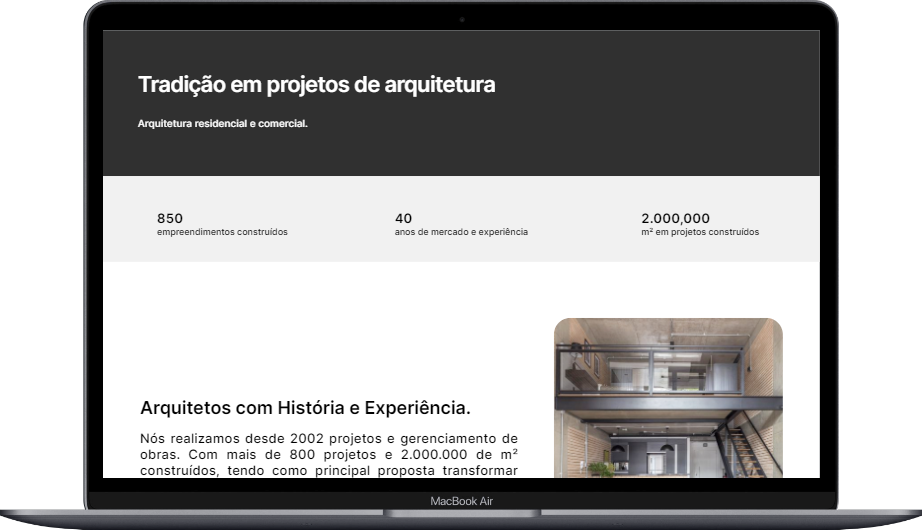 Tradição em projetos de arquitetura
Arquitetura residencial e comercial.
850
empreendimentos construídos
40
anos de mercado e experiência
2.000,000
m² em projetos construídos
Arquitetos com História e Experiência.
Nós realizamos desde 2002 projetos e gerenciamento de
obras. Com mais de 800 projetos e 2.000.000 de m²
construídos, tendo como principal proposta transformar
MacBook Air